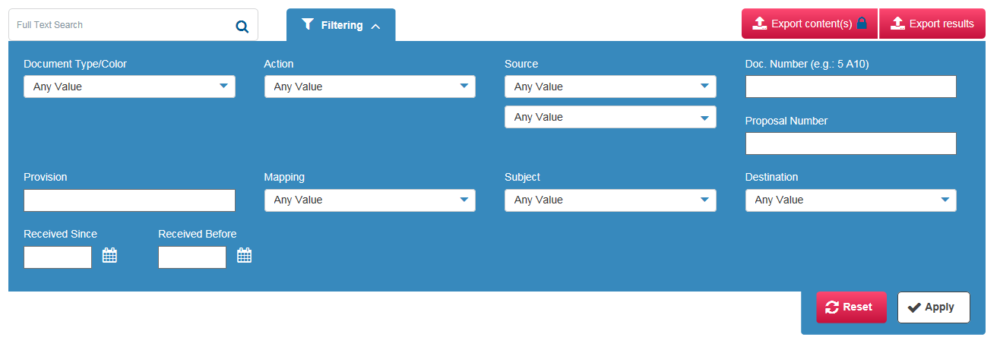 Full Text Search
Filtering
Export content(s)
Export results
Document Type/Color
Action
Source
Doc. Number (e.g.: 5 A10)
Any Value
Any Value
Any Value
Any Value
Proposal Number
Provision
Mapping
Subject
Destination
Any Value
Any Value
Any Value
Received Since
Received Before
Reset
Apply